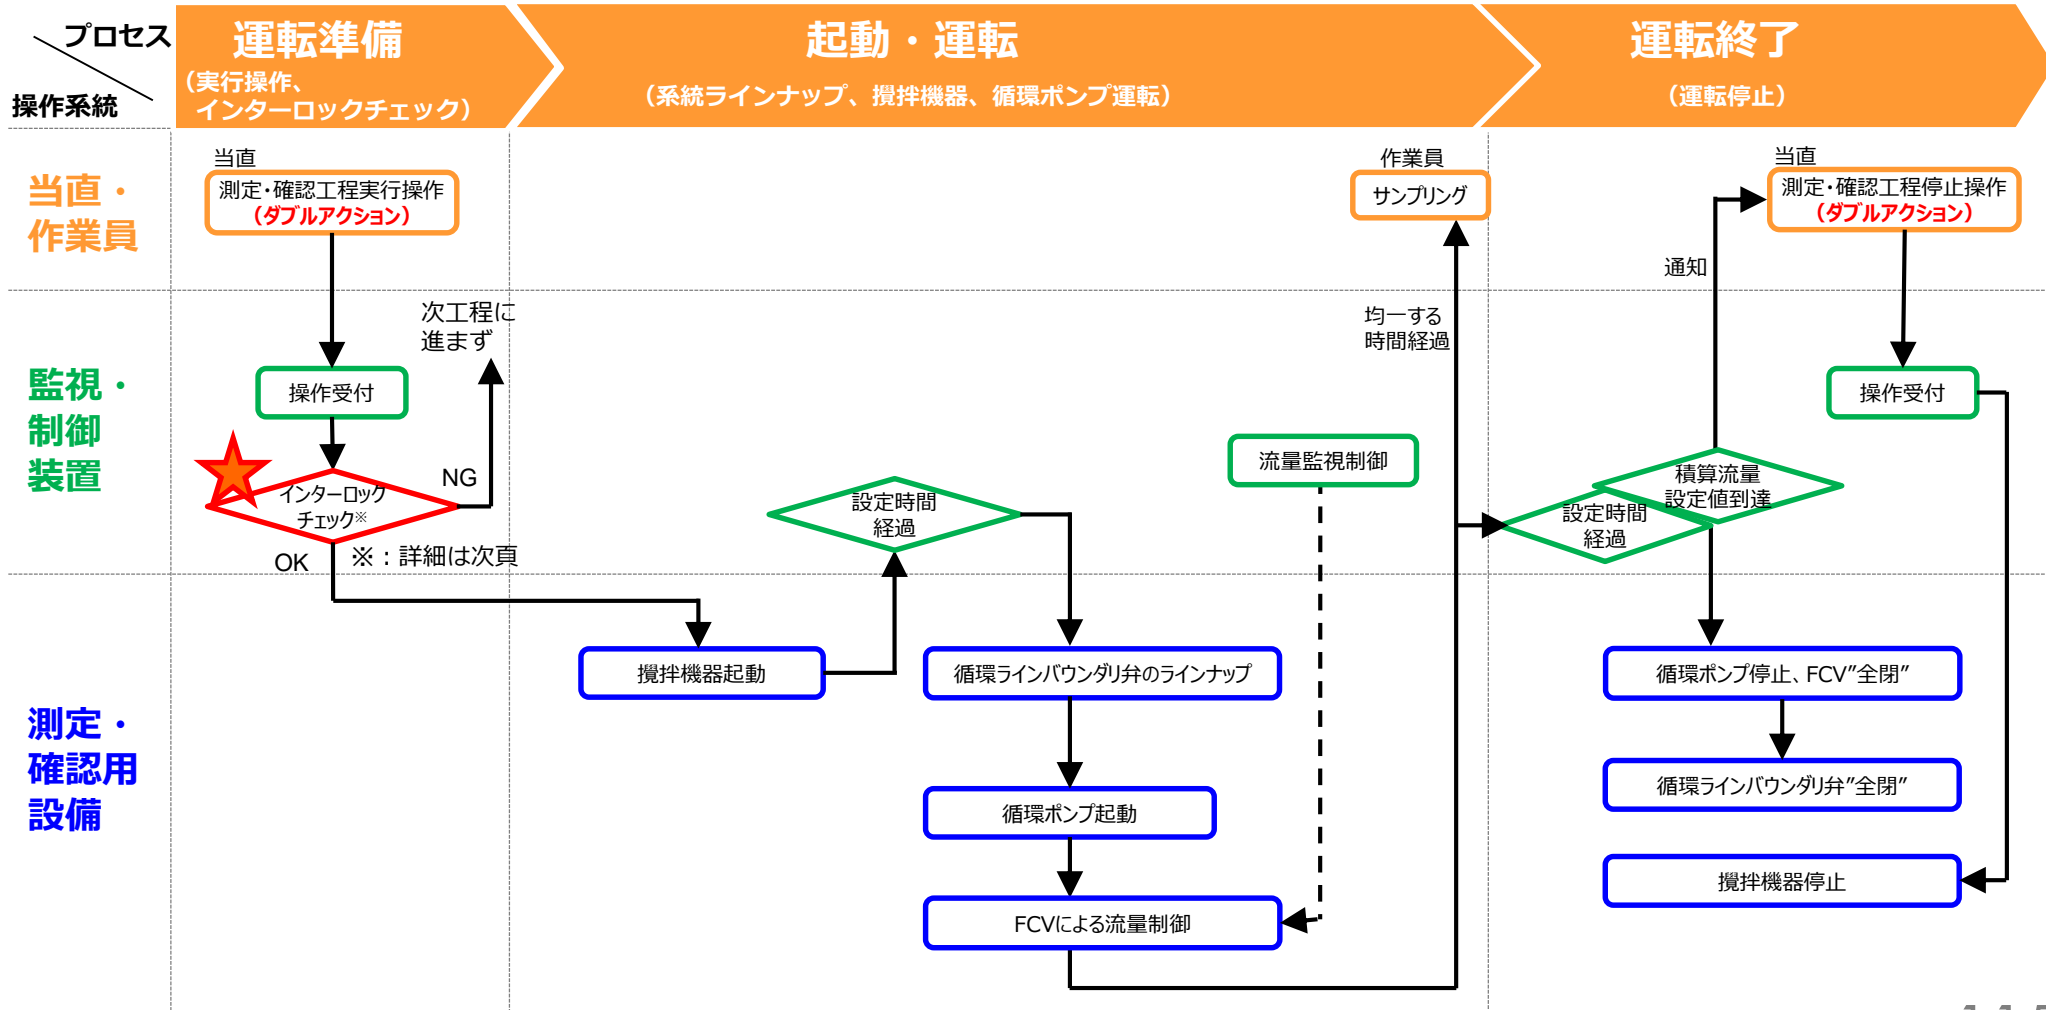 プロセス
操作系統
運転準備
（実行操作、
インターロックチェック）
起動・運転
（系統ラインナップ、攪拌機器、循環ポンプ運転）
運転終了
（運転停止）
当直・
作業員
当直
測定・確認工程実行操作
（ダブルアクション）
作業員
サンプリング
当直
測定・確認工程停止操作
（ダブルアクション）
通知
監視・
制御
装置
次工程に
進まず
操作受付
NG
インターロック
チェック※
OK
※：詳細は次頁
設定時間
経過
流量監視制御
均一する
時間経過
積算流量
設定値到達
設定時間
経過
操作受付
測定・
確認用
設備
攪拌機器起動
循環ラインバウンダリ弁のラインナップ
循環ポンプ起動
FCVによる流量制御
循環ポンプ停止、FCV”全閉”
循環ラインバウンダリ弁”全閉”
攪拌機器停止